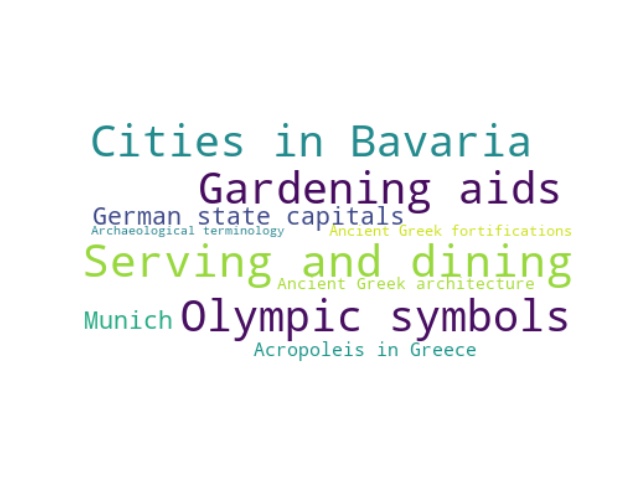 Cities in Bavaria
Gardening aids
German state capitals
Archaeological terminology
Ancient Greek fortifications
Serving and dining
Ancient Greek architecture
Munich
Olympic symbols
Acropoleis in Greece